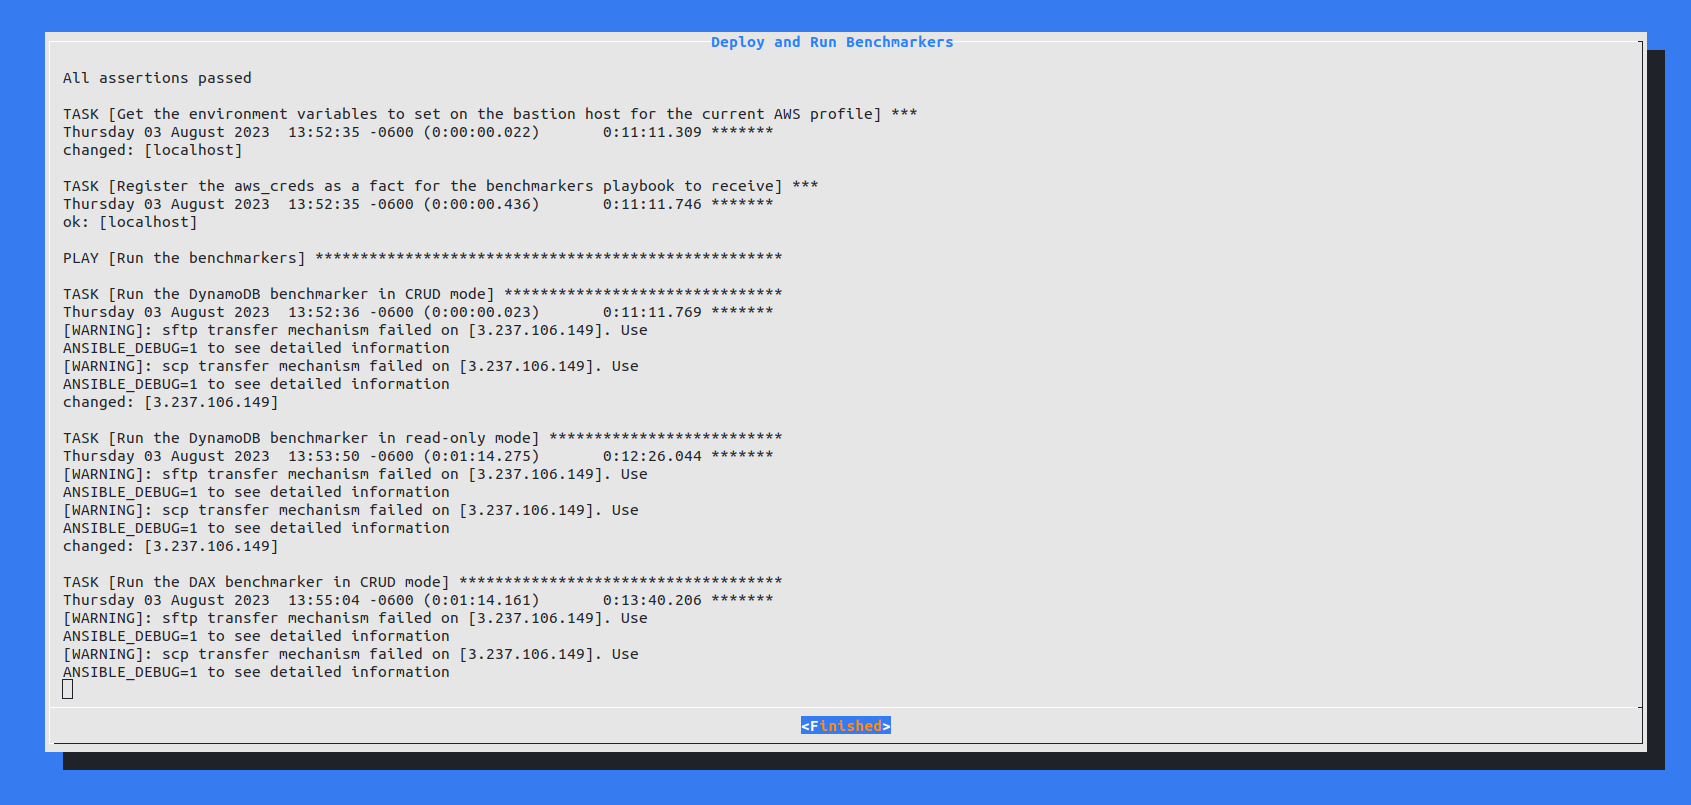 Deploy and Run Benchmarkers
All assertions passed
TASK [Get the environment variables to set on the bastion host for the current AWS profile] ***
Thursday 03 August 2023  13:52:35 -0600 (0:00:00.022)       0:11:11.309 *******
changed: [localhost]
TASK [Register the aws_creds as a fact for the benchmarkers playbook to receive] ***
Thursday 03 August 2023  13:52:35 -0600 (0:00:00.436)       0:11:11.746 *******
ok: [localhost]
PLAY [Run the benchmarkers] ****************************************************
TASK [Run the DynamoDB benchmarker in CRUD mode] *******************************
Thursday 03 August 2023  13:52:36 -0600 (0:00:00.023)       0:11:11.769 *******
[WARNING]: sftp transfer mechanism failed on [3.237.106.149]. Use
ANSIBLE_DEBUG=1 to see detailed information
[WARNING]: scp transfer mechanism failed on [3.237.106.149]. Use
ANSIBLE_DEBUG=1 to see detailed information
changed: [3.237.106.149]
TASK [Run the DynamoDB benchmarker in read-only mode] **************************
Thursday 03 August 2023  13:53:50 -0600 (0:01:14.275)       0:12:26.044 *******
[WARNING]: sftp transfer mechanism failed on [3.237.106.149]. Use
ANSIBLE_DEBUG=1 to see detailed information
[WARNING]: scp transfer mechanism failed on [3.237.106.149]. Use
ANSIBLE_DEBUG=1 to see detailed information
changed: [3.237.106.149]
TASK [Run the DAX benchmarker in CRUD mode] ************************************
Thursday 03 August 2023  13:55:04 -0600 (0:01:14.161)       0:13:40.206 *******
[WARNING]: sftp transfer mechanism failed on [3.237.106.149]. Use
ANSIBLE_DEBUG=1 to see detailed information
[WARNING]: scp transfer mechanism failed on [3.237.106.149]. Use
ANSIBLE_DEBUG=1 to see detailed information
<Finished>